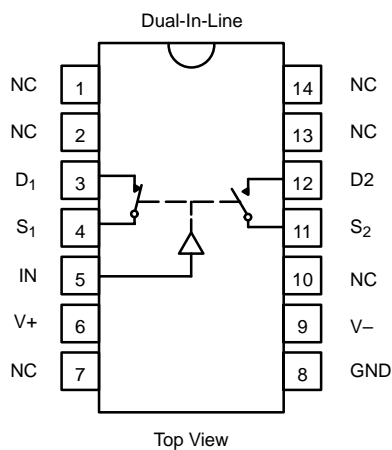 Dual-In-Line
NC 1 14 NC
NC 2 13 NC
D1 3 12 D2
S1 4 11 S2
IN 5 10 NC
V+ 6 9 V–
NC 7 8 GND
Top View